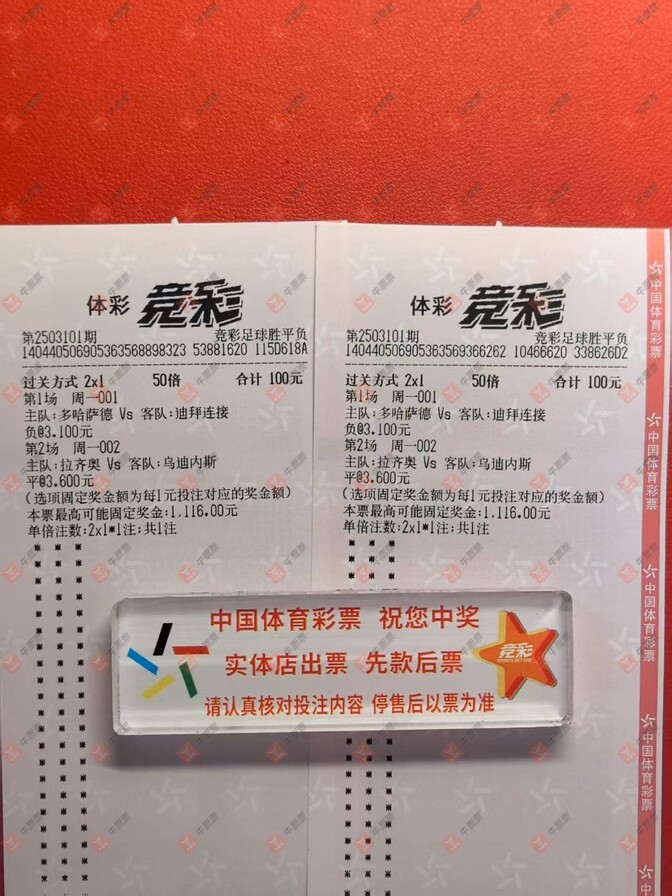 体彩 竞彩
第2503101期 竞彩足球胜平负
140440506905363568898323 53881620 115D618A
过关方式 2x1 50倍 合计 100元
第1场 周一001
主队:多哈萨德 Vs 客队:迪拜连接
负@3.100元
第2场 周一002
主队:拉齐奥 Vs 客队:乌迪内斯
平@3.600元
(选项固定奖金额为每1元投注对应的奖金额)
本票最高可能固定奖金:1,116.00元
单倍注数:2x1*1注;共1注
体彩 竞彩
第2503101期 竞彩足球胜平负
140440506905363569366262 10466620 338626D2
过关方式 2x1 50倍 合计 100元
第1场 周一001
主队:多哈萨德 Vs 客队:迪拜连接
负@3.100元
第2场 周一002
主队:拉齐奥 Vs 客队:乌迪内斯
平@3.600元
(选项固定奖金额为每1元投注对应的奖金额)
本票最高可能固定奖金:1,116.00元
单倍注数:2x1*1注;共1注
中国体育彩票
中国体育彩票
中国体育彩票
中国体育彩票
中国体育彩票 祝您中奖
实体店出票 先款后票
请认真核对投注内容 停售后以票为准
竞彩
牛票票